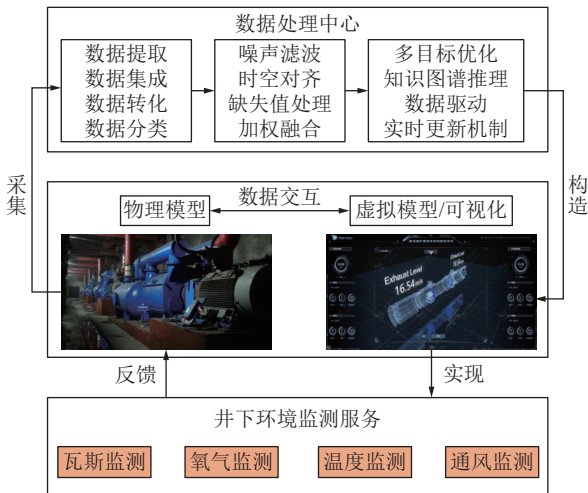 数据处理中心
数据提取
数据集成
数据转化
数据分类
噪声滤波
时空对齐
缺失值处理
加权融合
多目标优化
知识图谱推理
数据驱动
实时更新机制
采集
构造
物理模型
数据交互
虚拟模型/可视化
Exhaust Level
16.54m/s
反馈
实现
井下环境监测服务
瓦斯监测
氧气监测
温度监测
通风监测